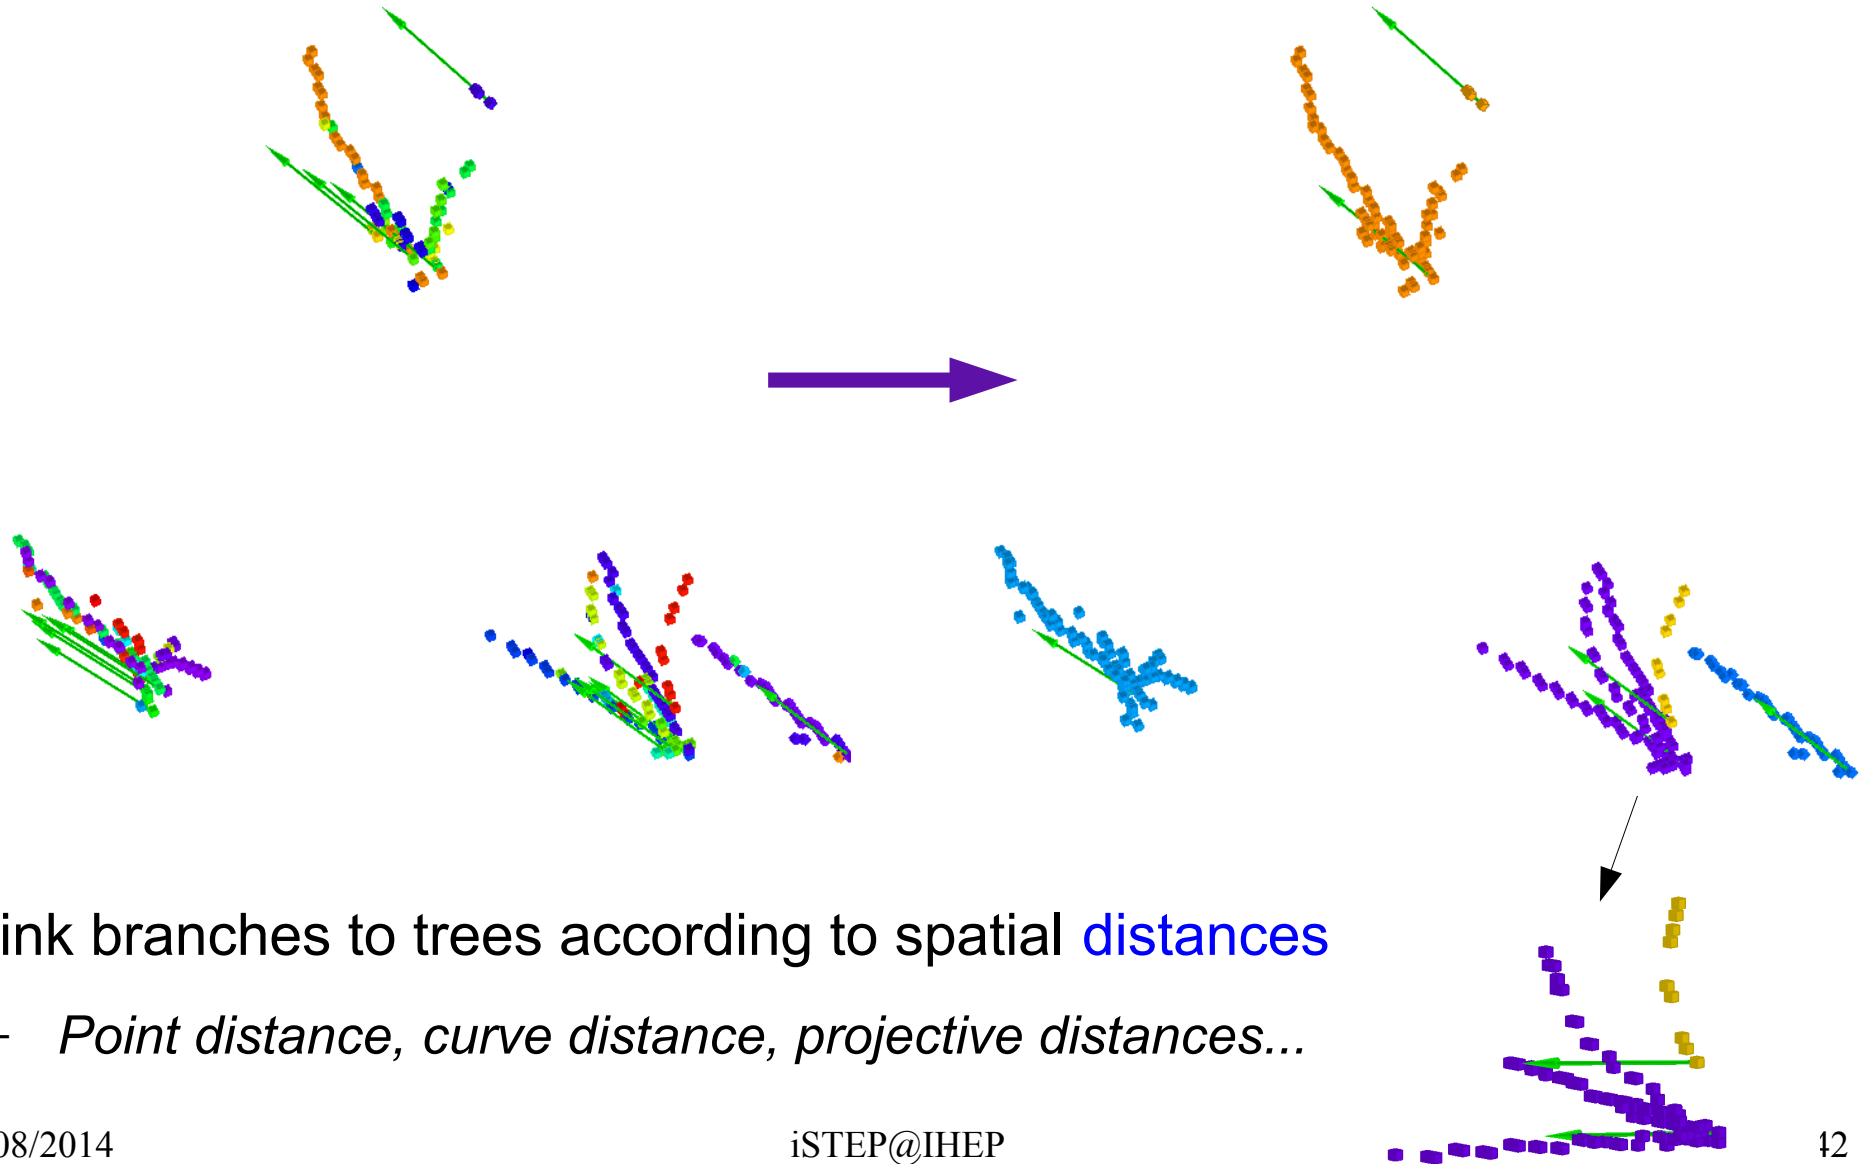 ink branches to trees according to spatial distances
- Point distance, curve distance, projective distances...
08/2014
iSTEP@IHEP
42